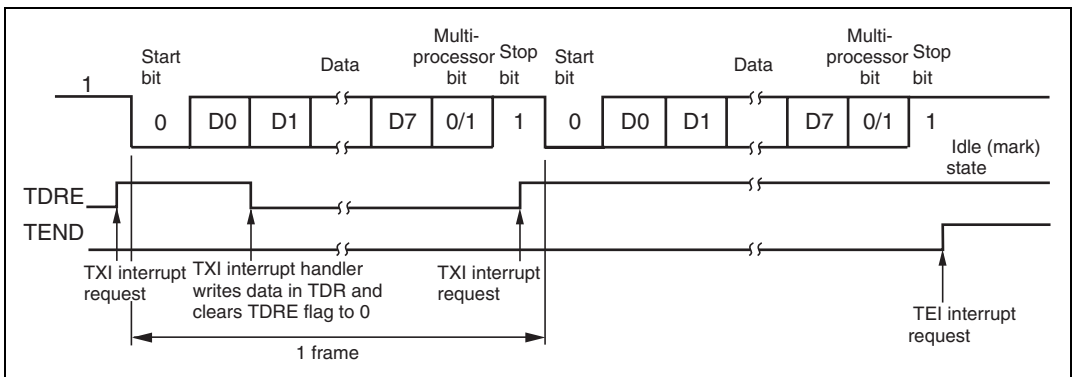 Start bit
Data
Multi-processor bit
Stop bit
Start bit
Data
Multi-processor bit
Stop bit
1
0
D0
D1
D7
0/1
1
0
D0
D1
D7
0/1
1
Idle (mark) state
TDRE
TEND
TXI interrupt request
TXI interrupt handler writes data in TDR and clears TDRE flag to 0
TXI interrupt request
TEI interrupt request
1 frame